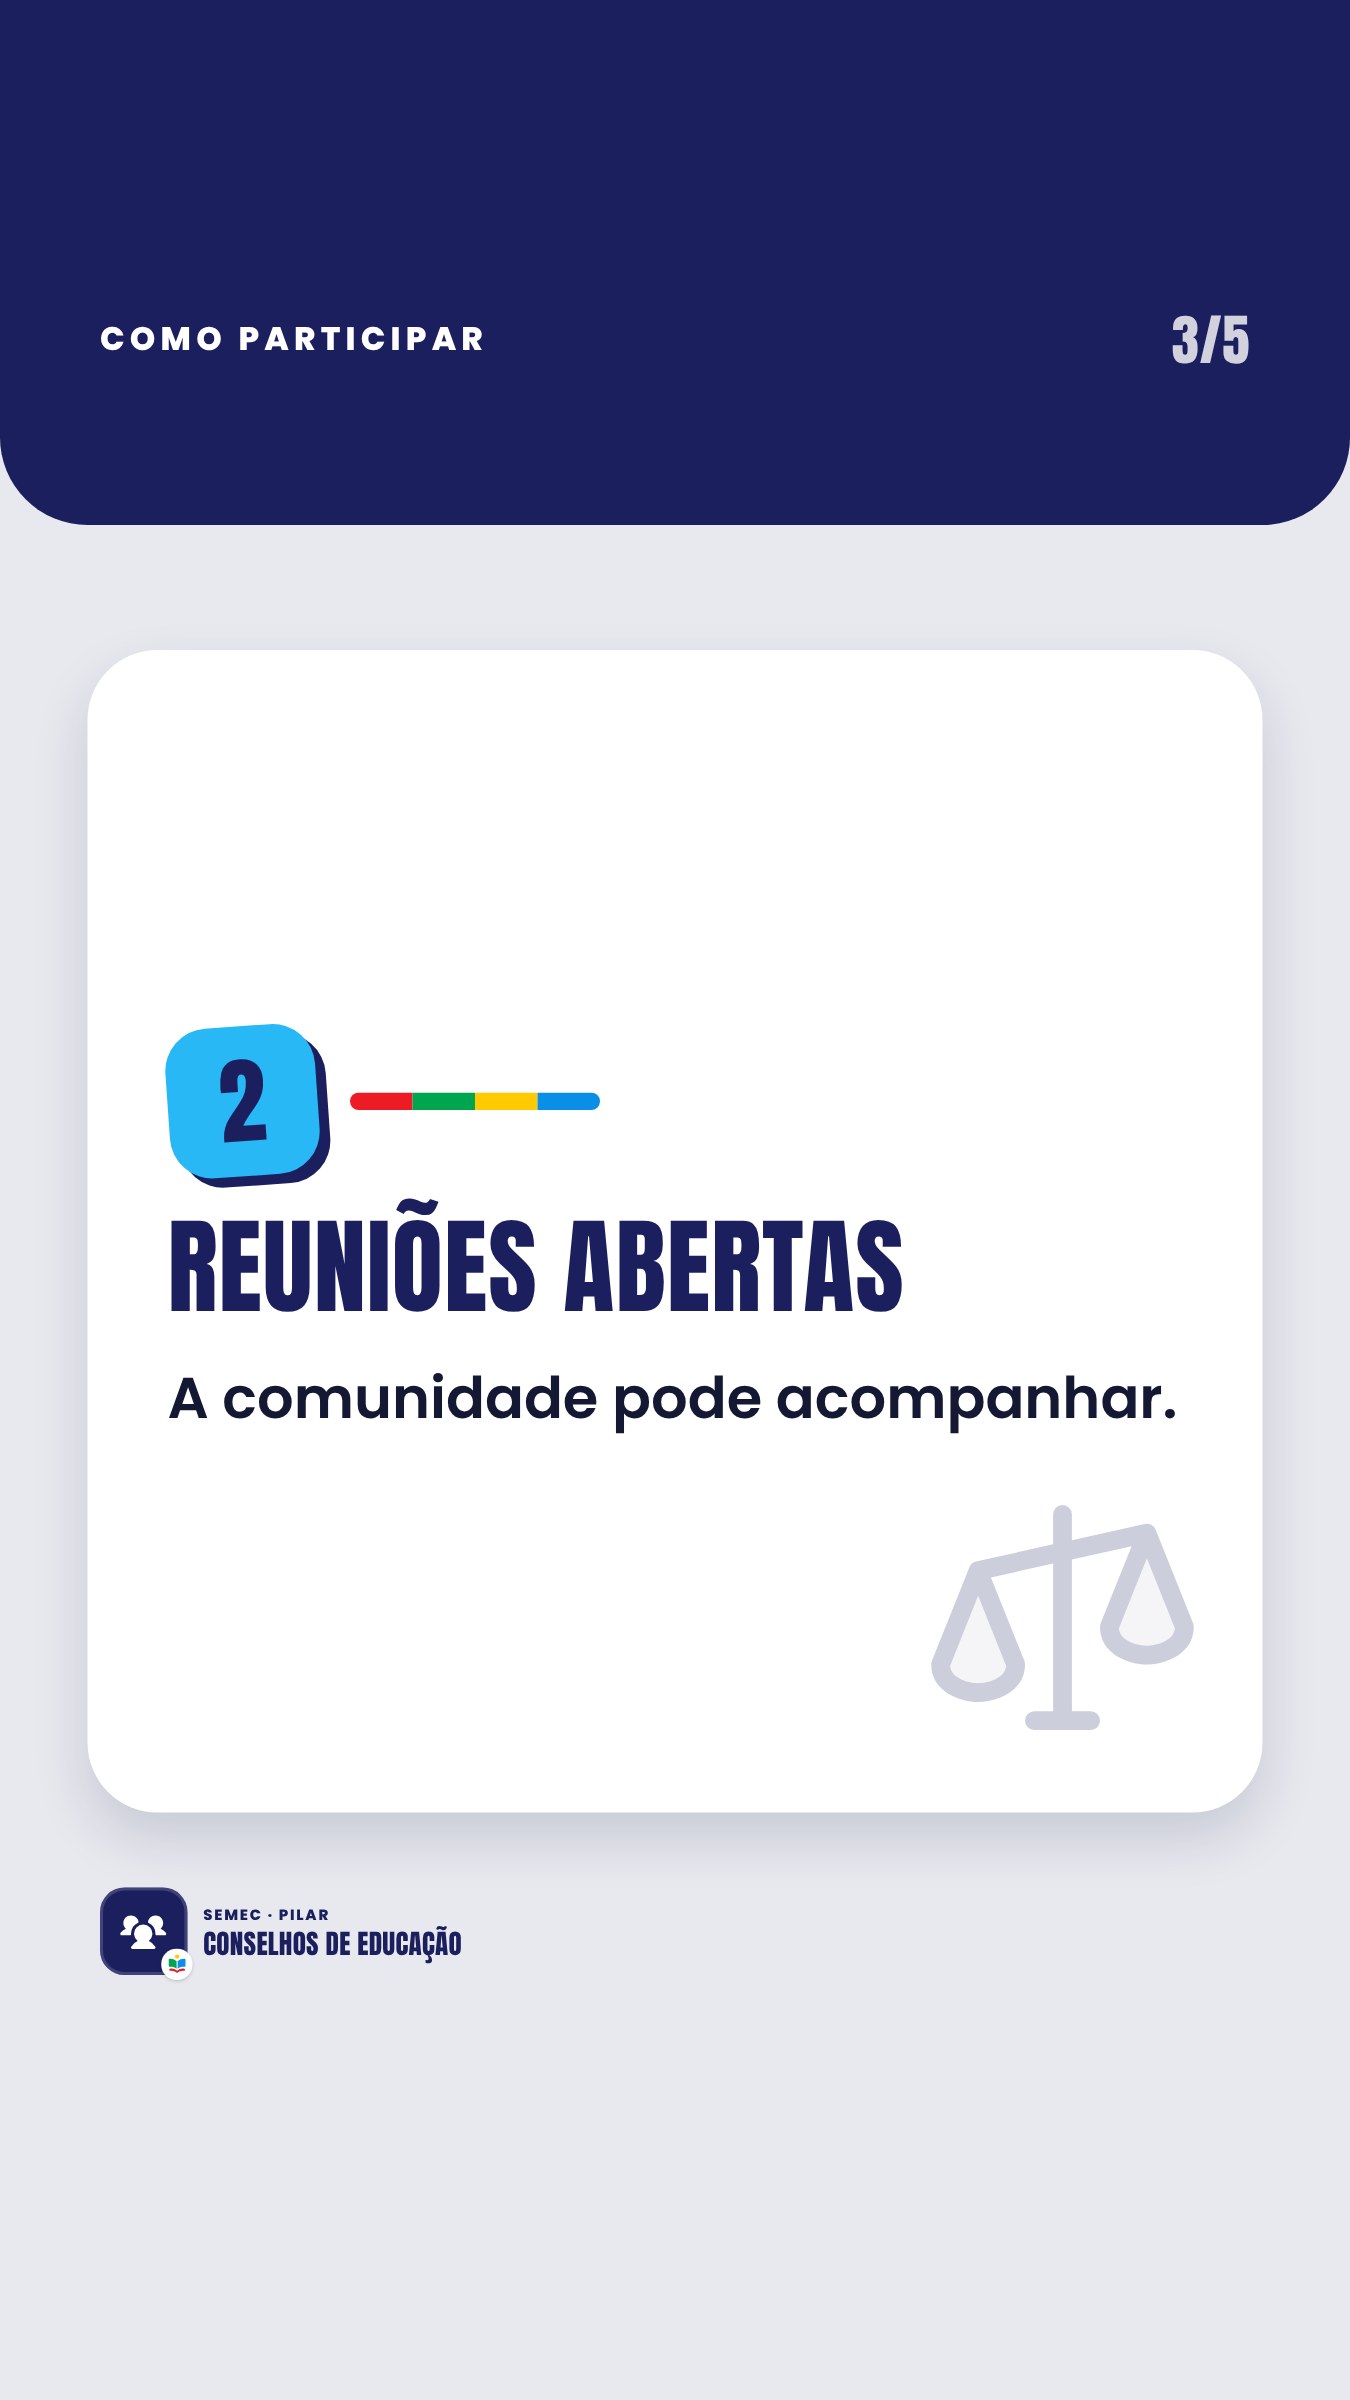 COMO PARTICIPAR
3/5
2
REUNIÕES ABERTAS
A comunidade pode acompanhar.
SEMEC · PILAR
CONSELHOS DE EDUCAÇÃO